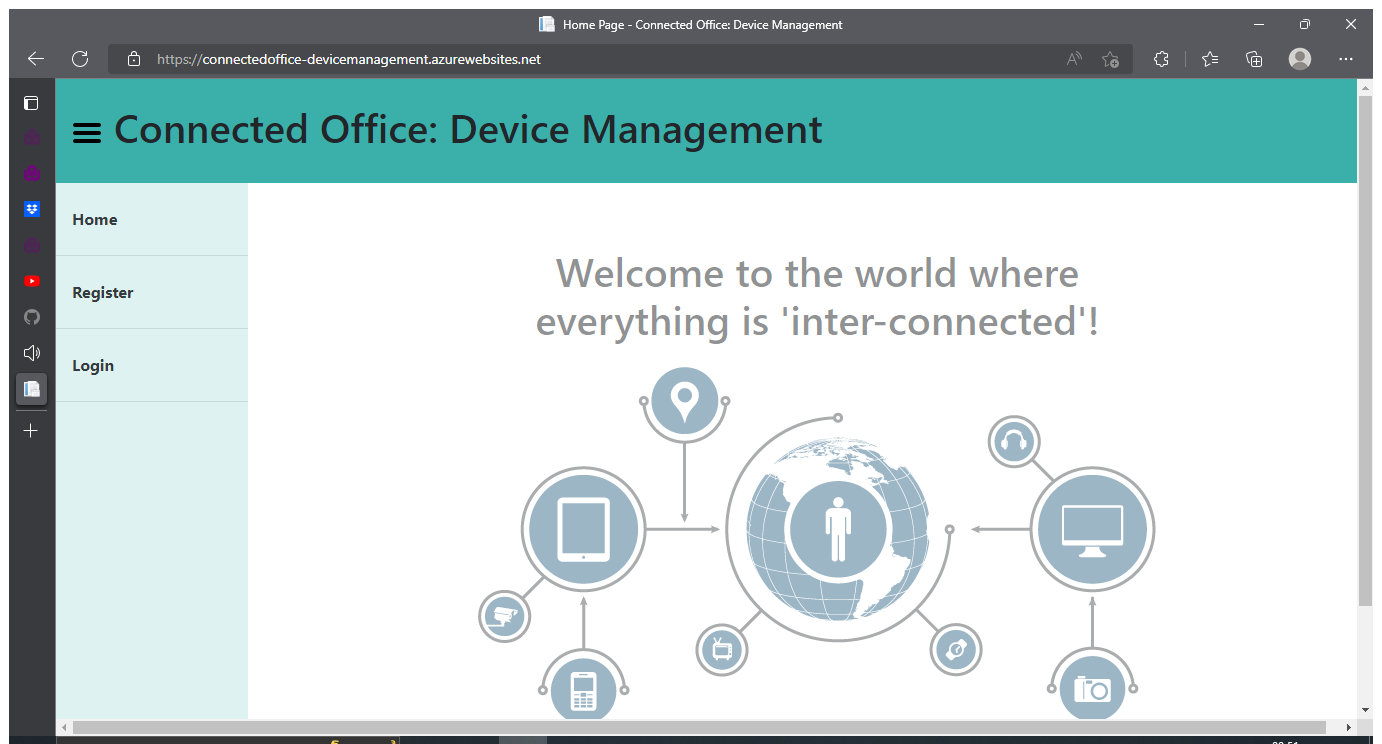 Home Page - Connected Office: Device Management
https://connectedoffice-devicemanagement.azurewebsites.net
Connected Office: Device Management
Home
Register
Login
Welcome to the world where
everything is 'inter-connected'!